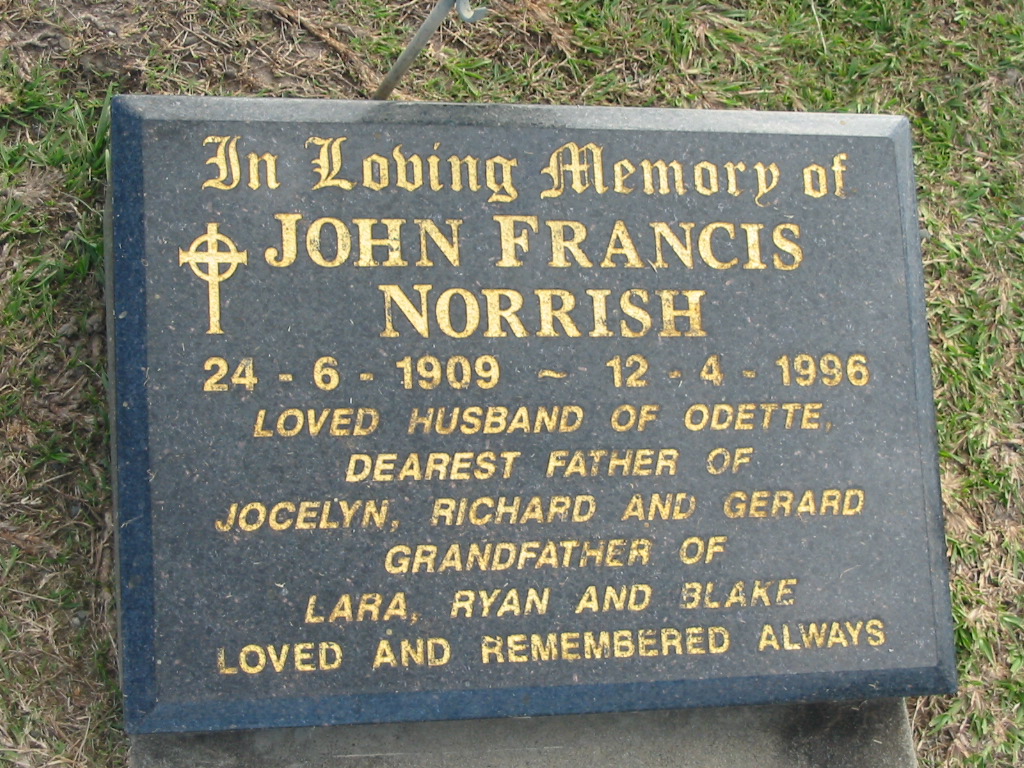 In Loving Memory of
JOHN FRANCIS
NORRISH
24 - 6 - 1909 ~ 12 - 4 - 1996
LOVED HUSBAND OF ODETTE,
DEAREST FATHER OF
JOCELYN, RICHARD AND GERARD
GRANDFATHER OF
LARA, RYAN AND BLAKE
LOVED AND REMEMBERED ALWAYS